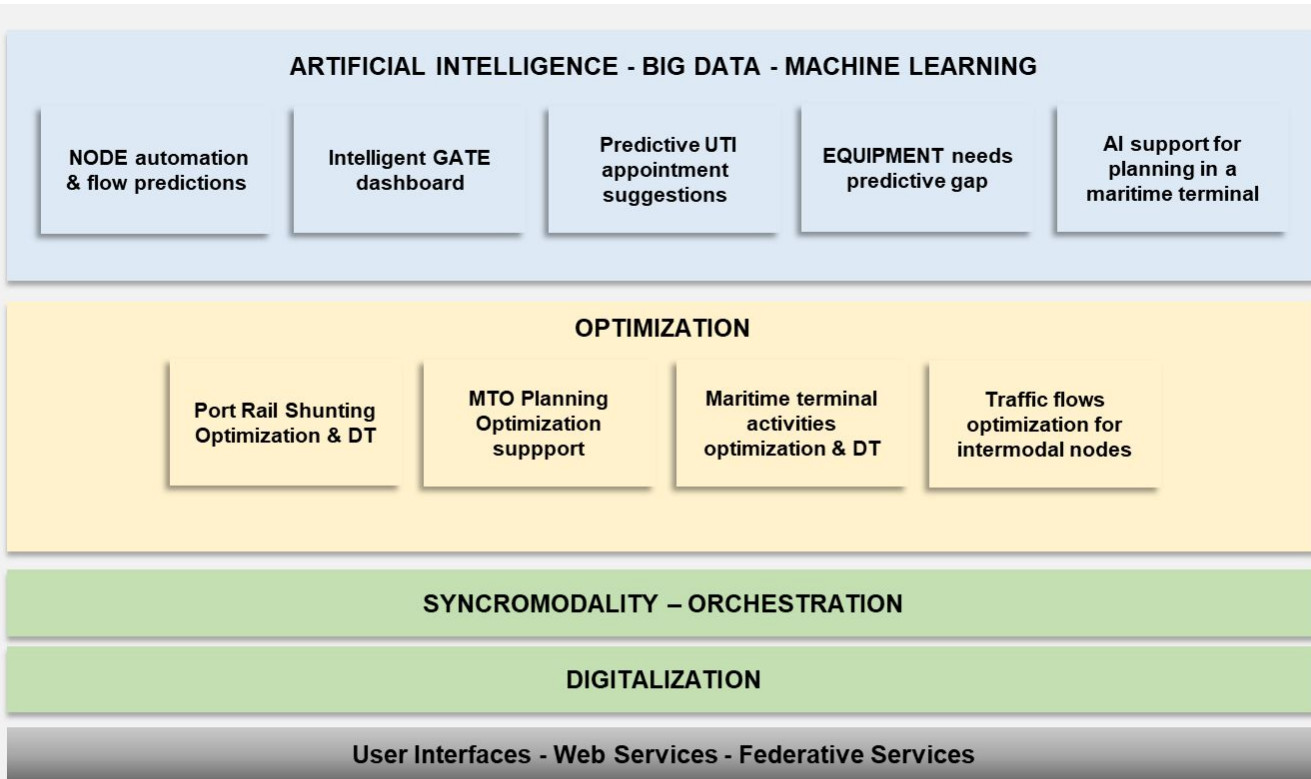 ARTIFICIAL INTELLIGENCE - BIG DATA - MACHINE LEARNING
NODE automation
& flow predictions
Intelligent GATE
dashboard
Predictive UTI
appointment
suggestions
EQUIPMENT needs
predictive gap
AI support for
planning in a
maritime terminal
OPTIMIZATION
Port Rail Shunting
Optimization & DT
MTO Planning
Optimization
suppport
Maritime terminal
activities
optimization & DT
Traffic flows
optimization for
intermodal nodes
SYNCROMODALITY – ORCHESTRATION
DIGITALIZATION
User Interfaces - Web Services - Federative Services